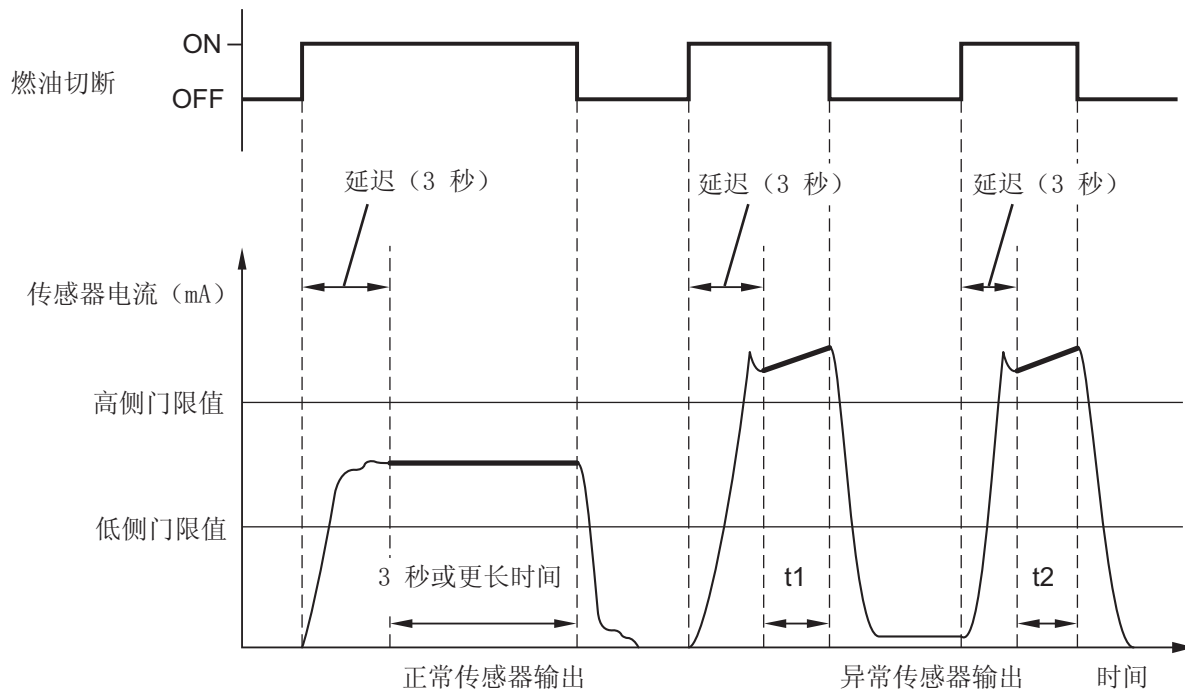 ON
燃油切断
OFF
延迟（3 秒） 延迟（3 秒） 延迟（3 秒）
传感器电流（mA）
高侧门限值
低侧门限值
3 秒或更长时间 t1 t2
正常传感器输出 异常传感器输出 时间